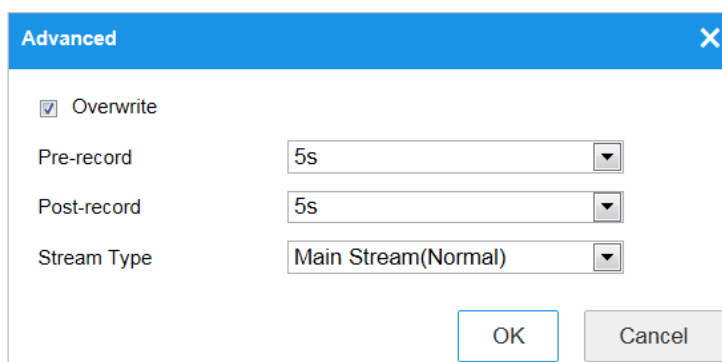 Advanced
Overwrite
Pre-record 5s
Post-record 5s
Stream Type Main Stream(Normal)
OK Cancel